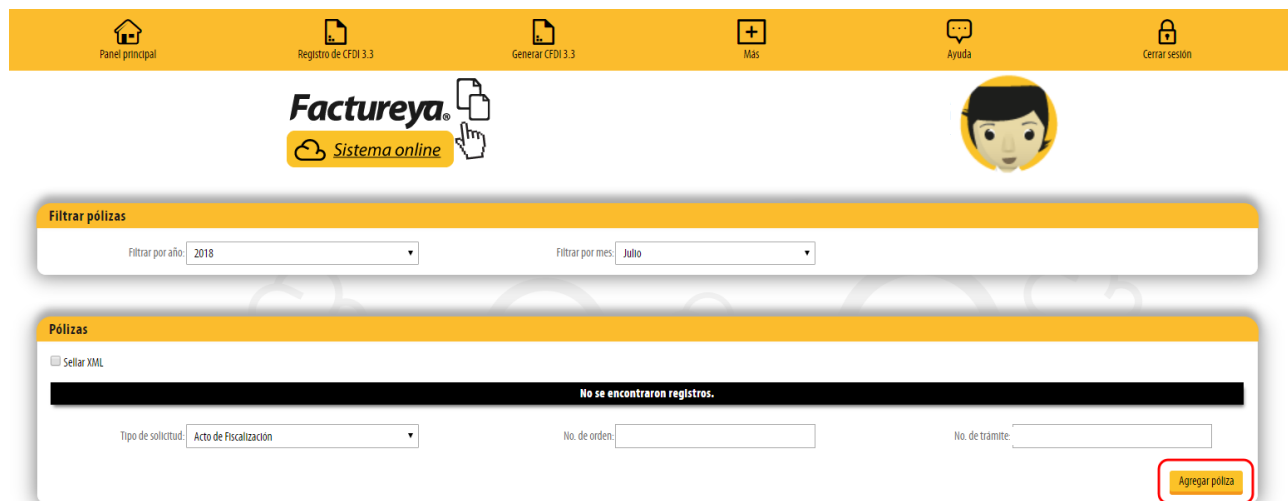 Panel principal
Registro de CFDI 3.3
Generar CFDI 3.3
Más
Ayuda
Cerrar sesión
Factureya®
Sistema online
Filtrar pólizas
Filtrar por año: 2018
Filtrar por mes: Julio
Pólizas
Sellar XML
No se encontraron registros.
Tipo de solicitud: Acto de Fiscalización
No. de orden:
No. de trámite:
Agregar póliza